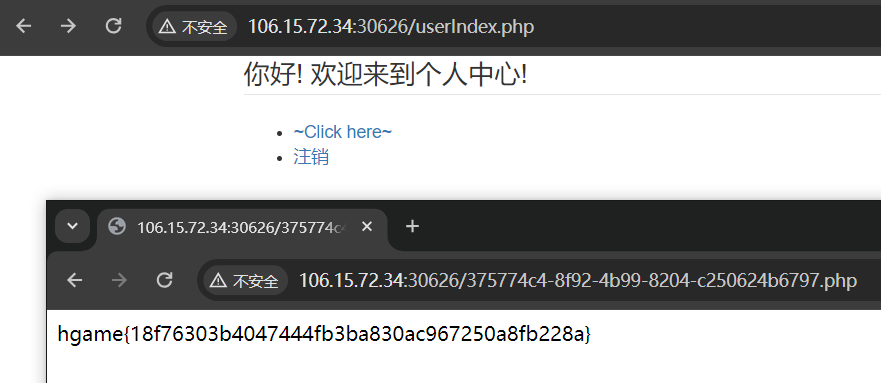 不安全 106.15.72.34:30626/userIndex.php
你好! 欢迎来到个人中心!
~Click here~
注销
106.15.72.34:30626/375774c4
不安全 106.15.72.34:30626/375774c4-8f92-4b99-8204-c250624b6797.php
hgame{18f76303b4047444fb3ba830ac967250a8fb228a}